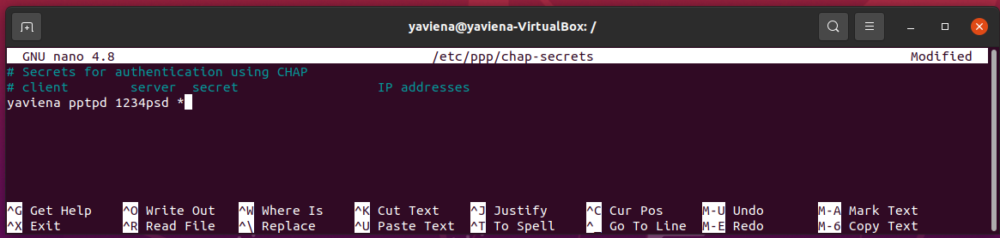 yaviena@yaviena-VirtualBox: /
GNU nano 4.8 /etc/ppp/chap-secrets Modified
# Secrets for authentication using CHAP
# client server secret IP addresses
yaviena pptpd 1234psd *
^G Get Help ^O Write Out ^W Where Is ^K Cut Text ^J Justify ^C Cur Pos M-U Undo M-A Mark Text
^X Exit ^R Read File ^\ Replace ^U Paste Text ^T To Spell ^_ Go To Line M-E Redo M-6 Copy Text